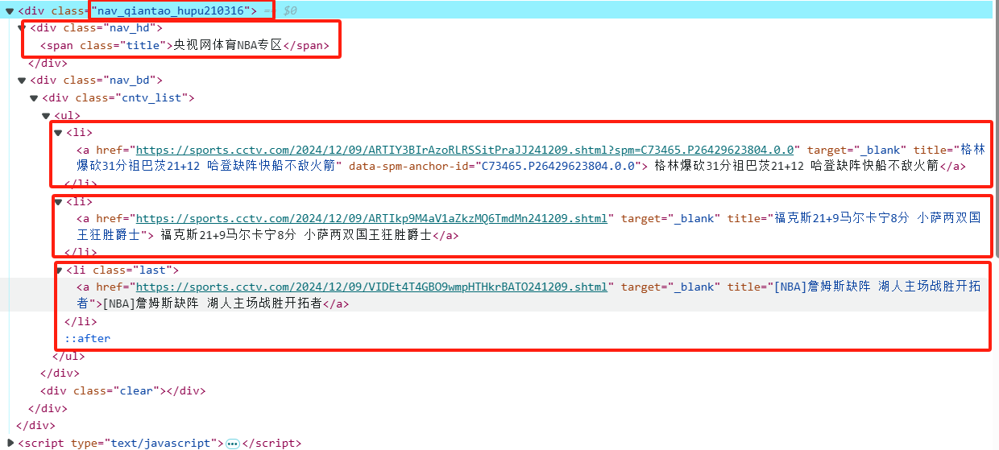 <div class="nav_qiantao_hupu210316"> == $0
<div class="nav_hd">
<span class="title">央视网体育NBA专区</span>
</div>
<div class="nav_bd">
<div class="cntv_list">
<ul>
<li>
<a href="https://sports.cctv.com/2024/12/09/ARTIY3BIrAzoRLRSSitPraJJ241209.shtml?spm=C73465.P26429623804.0.0" target="_blank" title="格林
爆砍31分祖巴茨21+12 哈登缺阵快船不敌火箭" data-spm-anchor-id="C73465.P26429623804.0.0"> 格林爆砍31分祖巴茨21+12 哈登缺阵快船不敌火箭</a>
</li>
<li>
<a href="https://sports.cctv.com/2024/12/09/ARTIkp9M4aV1aZkzMQ6TmdMn241209.shtml" target="_blank" title="福克斯21+9马尔卡宁8分 小萨两双国
王狂胜爵士"> 福克斯21+9马尔卡宁8分 小萨两双国王狂胜爵士</a>
</li>
<li class="last">
<a href="https://sports.cctv.com/2024/12/09/VIDEt4T4GBO9wmpHTHkrBATO241209.shtml" target="_blank" title="[NBA]詹姆斯缺阵 湖人主场战胜开拓
者">[NBA]詹姆斯缺阵 湖人主场战胜开拓者</a>
</li>
::after
</ul>
</div>
<div class="clear"></div>
</div>
</div>
<script type="text/javascript">…</script>